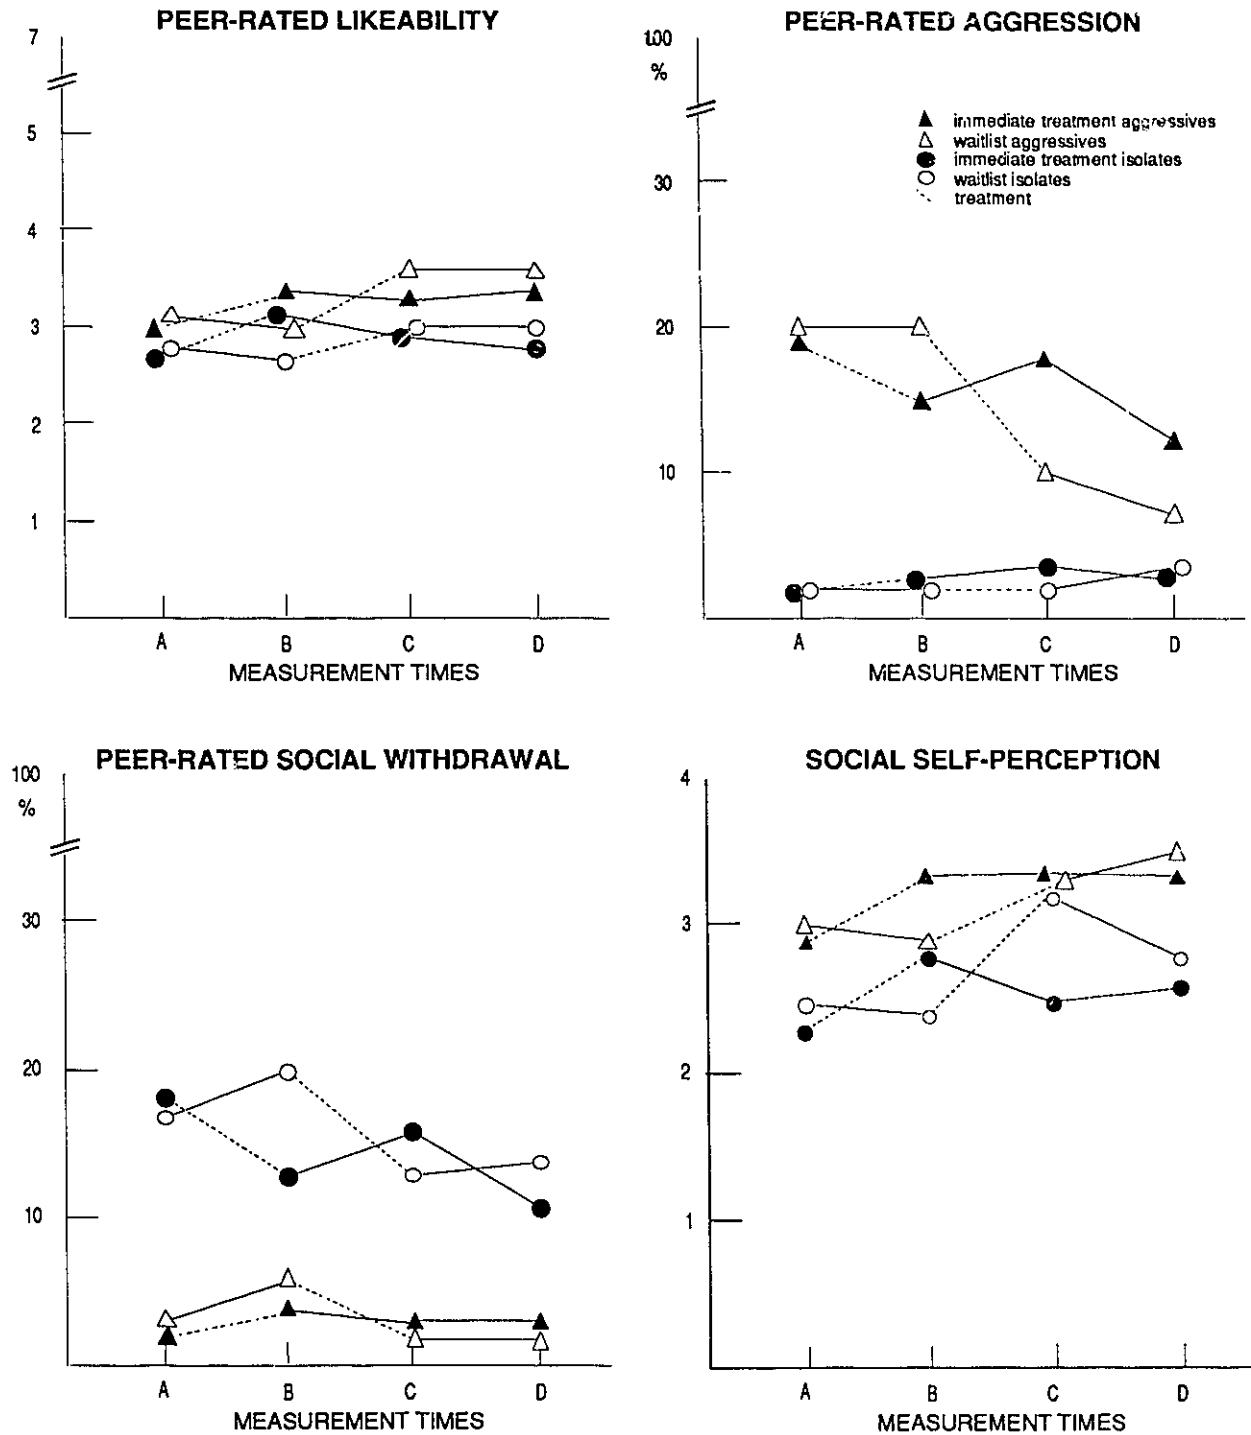 PEER-RATED LIKEABILITY
7
5
4
3
2
1
A B C D
MEASUREMENT TIMES
PEER-RATED AGGRESSION
100
%
immediate treatment aggressives
waitlist aggressives
immediate treatment isolates
waitlist isolates
treatment
30
20
10
A B C D
MEASUREMENT TIMES
PEER-RATED SOCIAL WITHDRAWAL
100
%
30
20
10
A B C D
MEASUREMENT TIMES
SOCIAL SELF-PERCEPTION
4
3
2
1
A B C D
MEASUREMENT TIMES